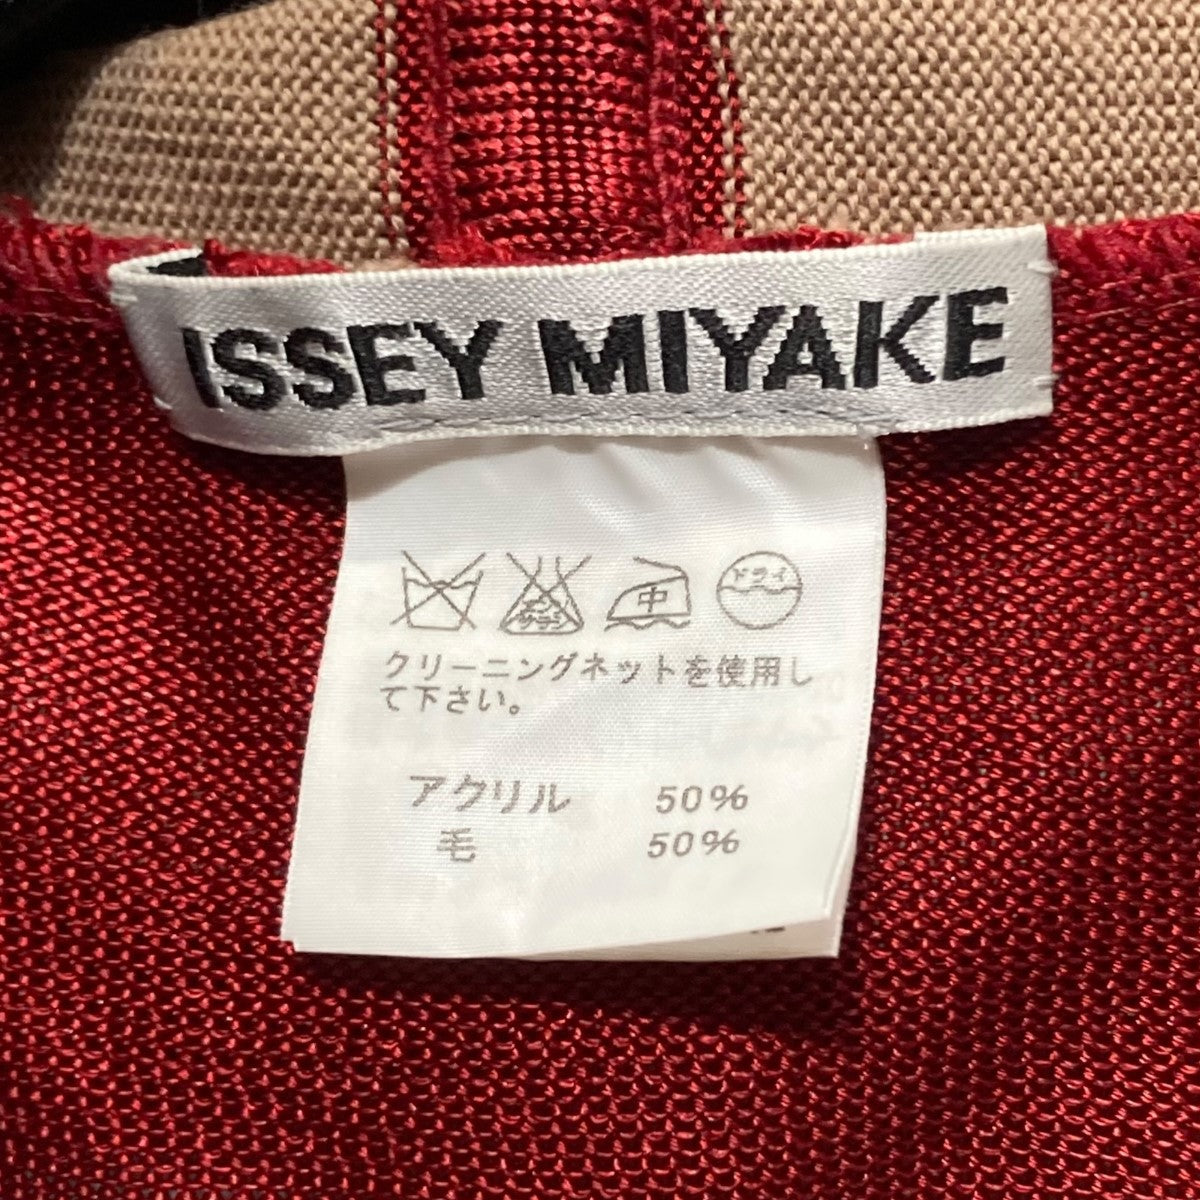 ISSEY MIYAKE
エンソ
サラシ
中
ドライ
クリーニングネットを使用し
て下さい。
アクリル 50%
毛 50%